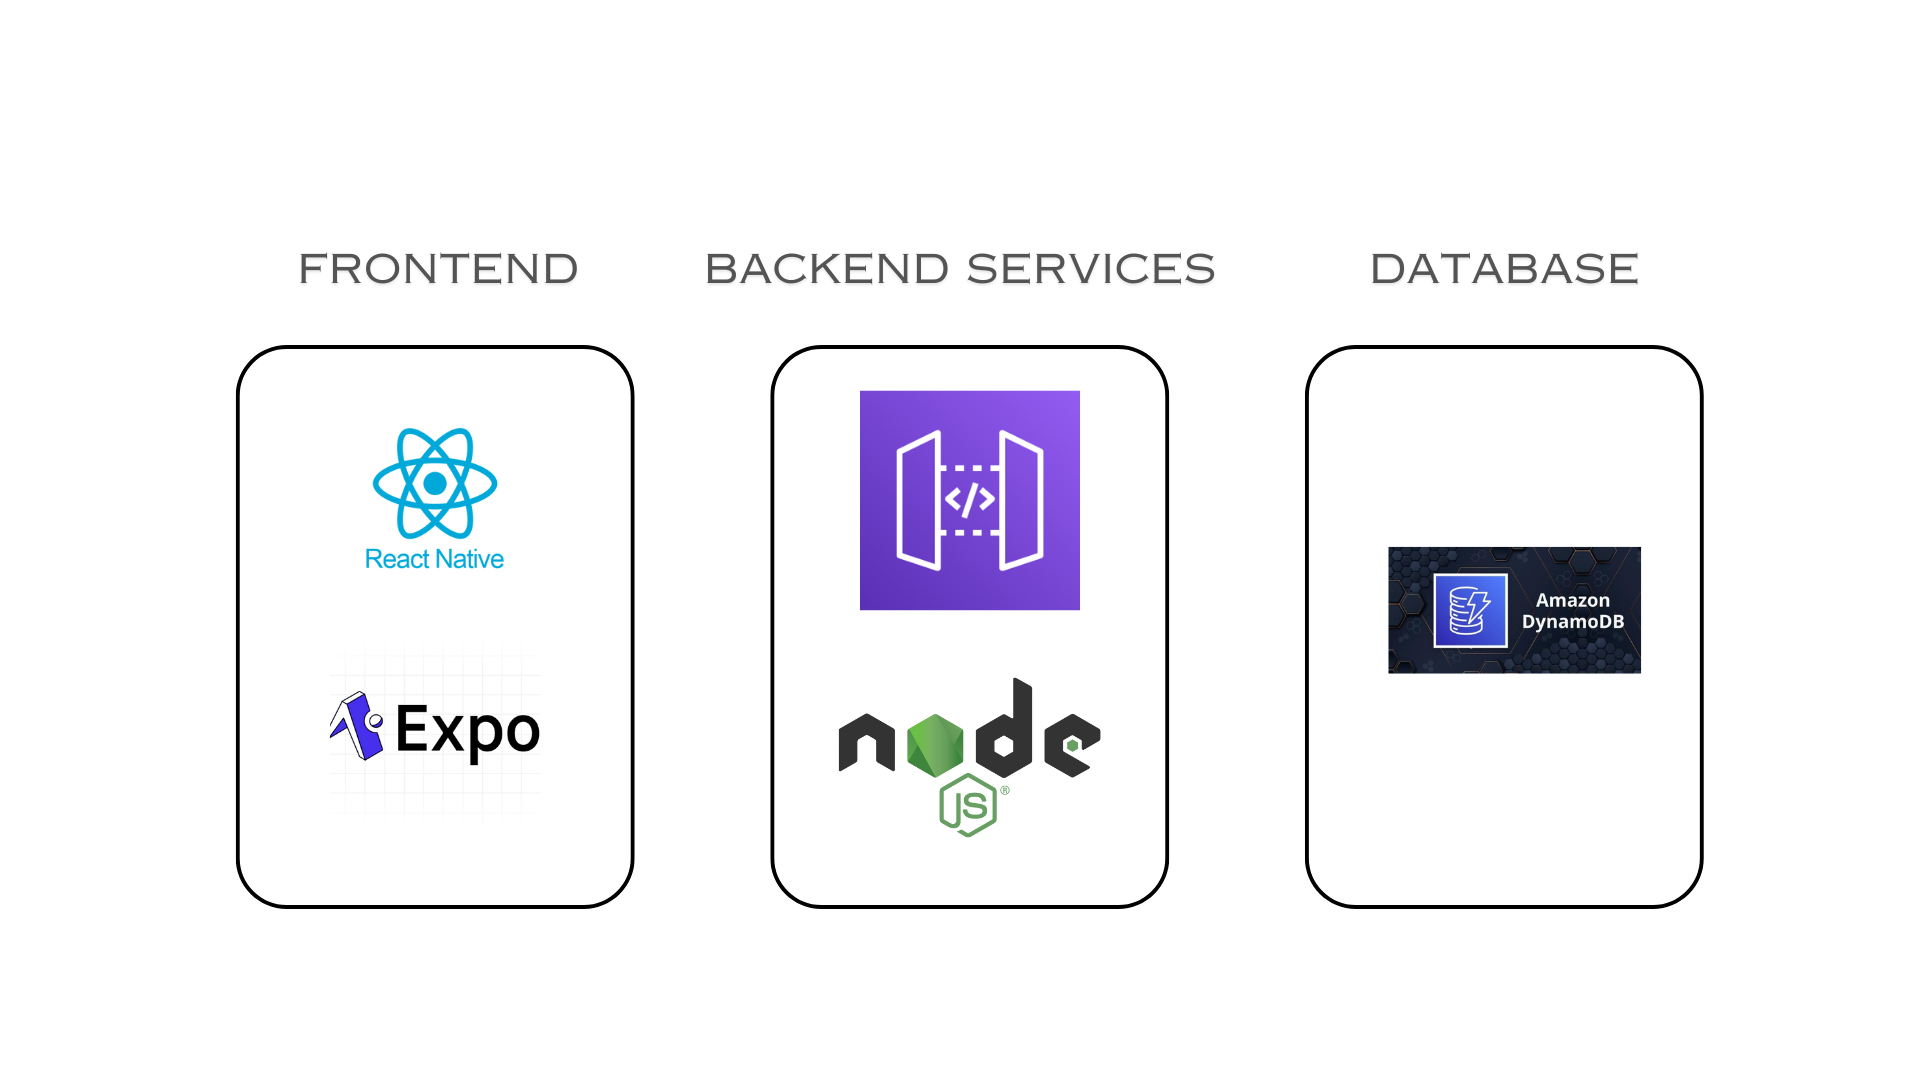 FRONTEND
BACKEND SERVICES
DATABASE
React Native
Expo
</>
node
JS®
Amazon
DynamoDB